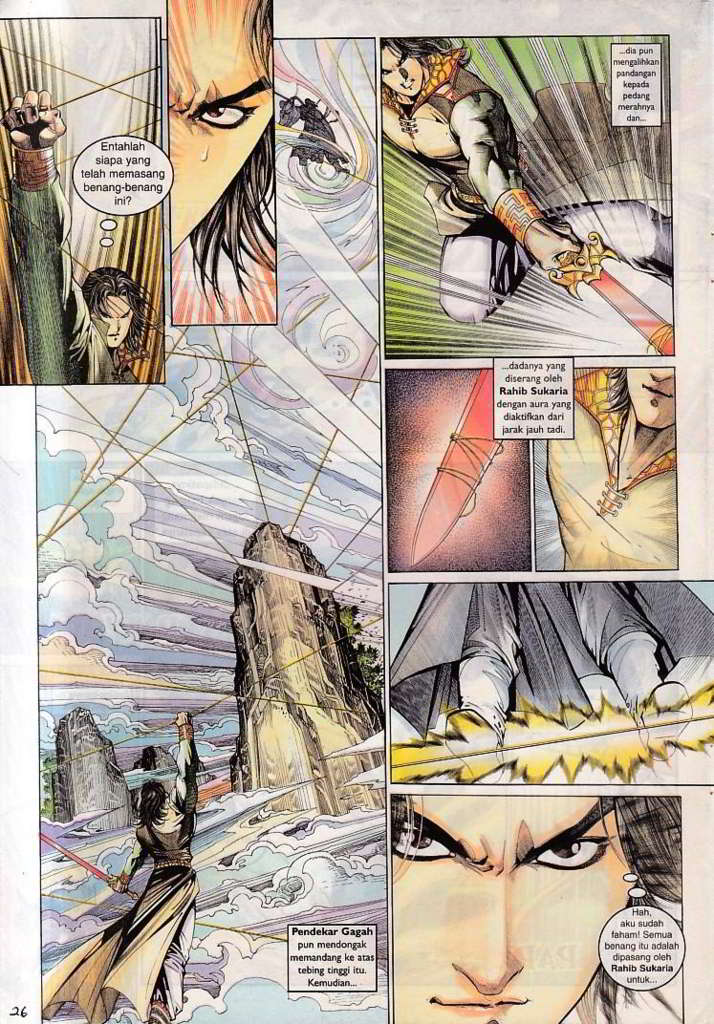 Entahlah
siapa yang
telah memasang
benang-benang
ini?
Pendekar Gagah
pun mendongak
memandang ke atas
tebing tinggi itu.
Kemudian...
...dia pun
mengalihkan
pandangan
kepada
pedang
merahnya
dan...
...dadanya yang
diserang oleh
Rahib Sukaria
dengan aura yang
diaktifkan dari
jarak jauh tadi.
Hah,
aku sudah
faham! Semua
benang itu adalah
dipasang oleh
Rahib Sukaria
untuk...
26